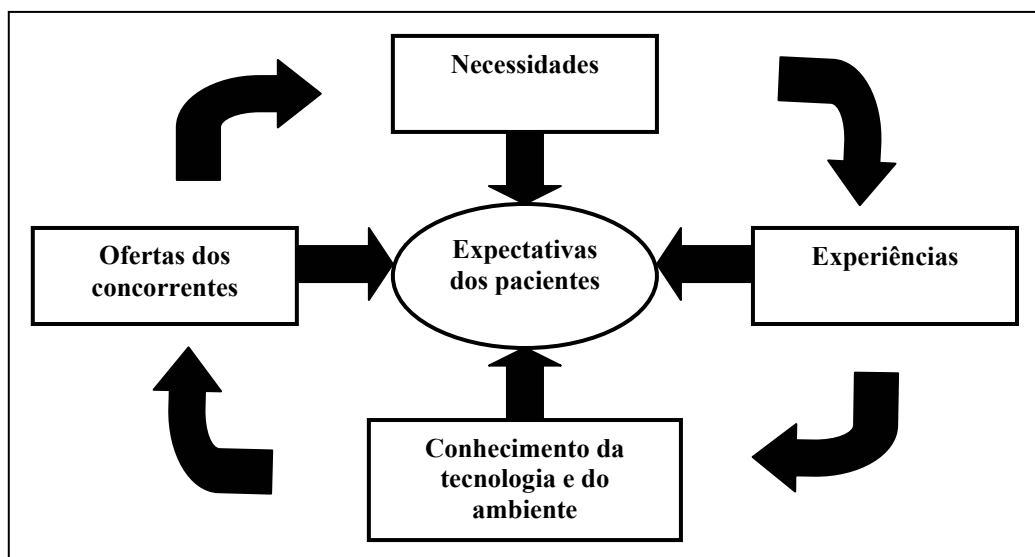 Necessidades
Ofertas dos
concorrentes
Expectativas
dos pacientes
Experiências
Conhecimento da
tecnologia e do
ambiente